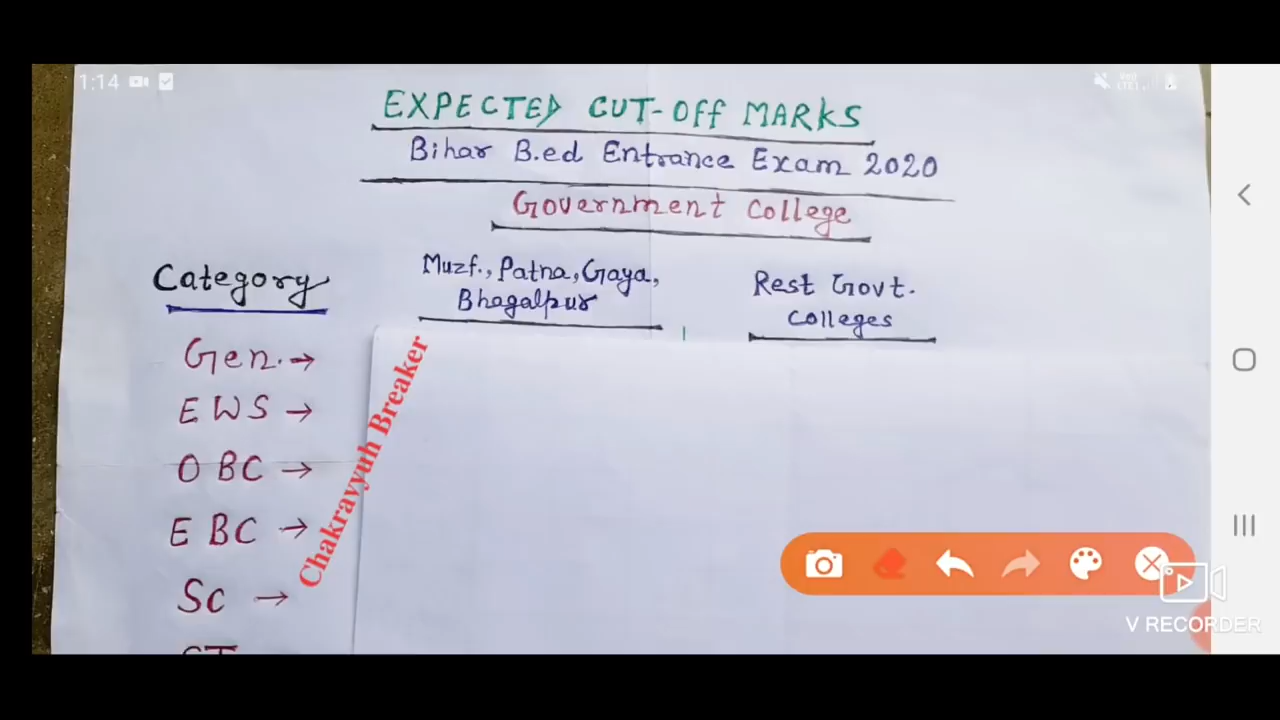 1:14
EXPECTED CUT-OFF MARKS
Bihar B.ed Entrance Exam 2020
Government College
Category
Muzf., Patna, Gaya,
Bhagalpur
Rest Govt.
Colleges
Gen. →
EWS →
OBC →
EBC →
SC →
ST
Chakravyuh Breaker
V RECORDER